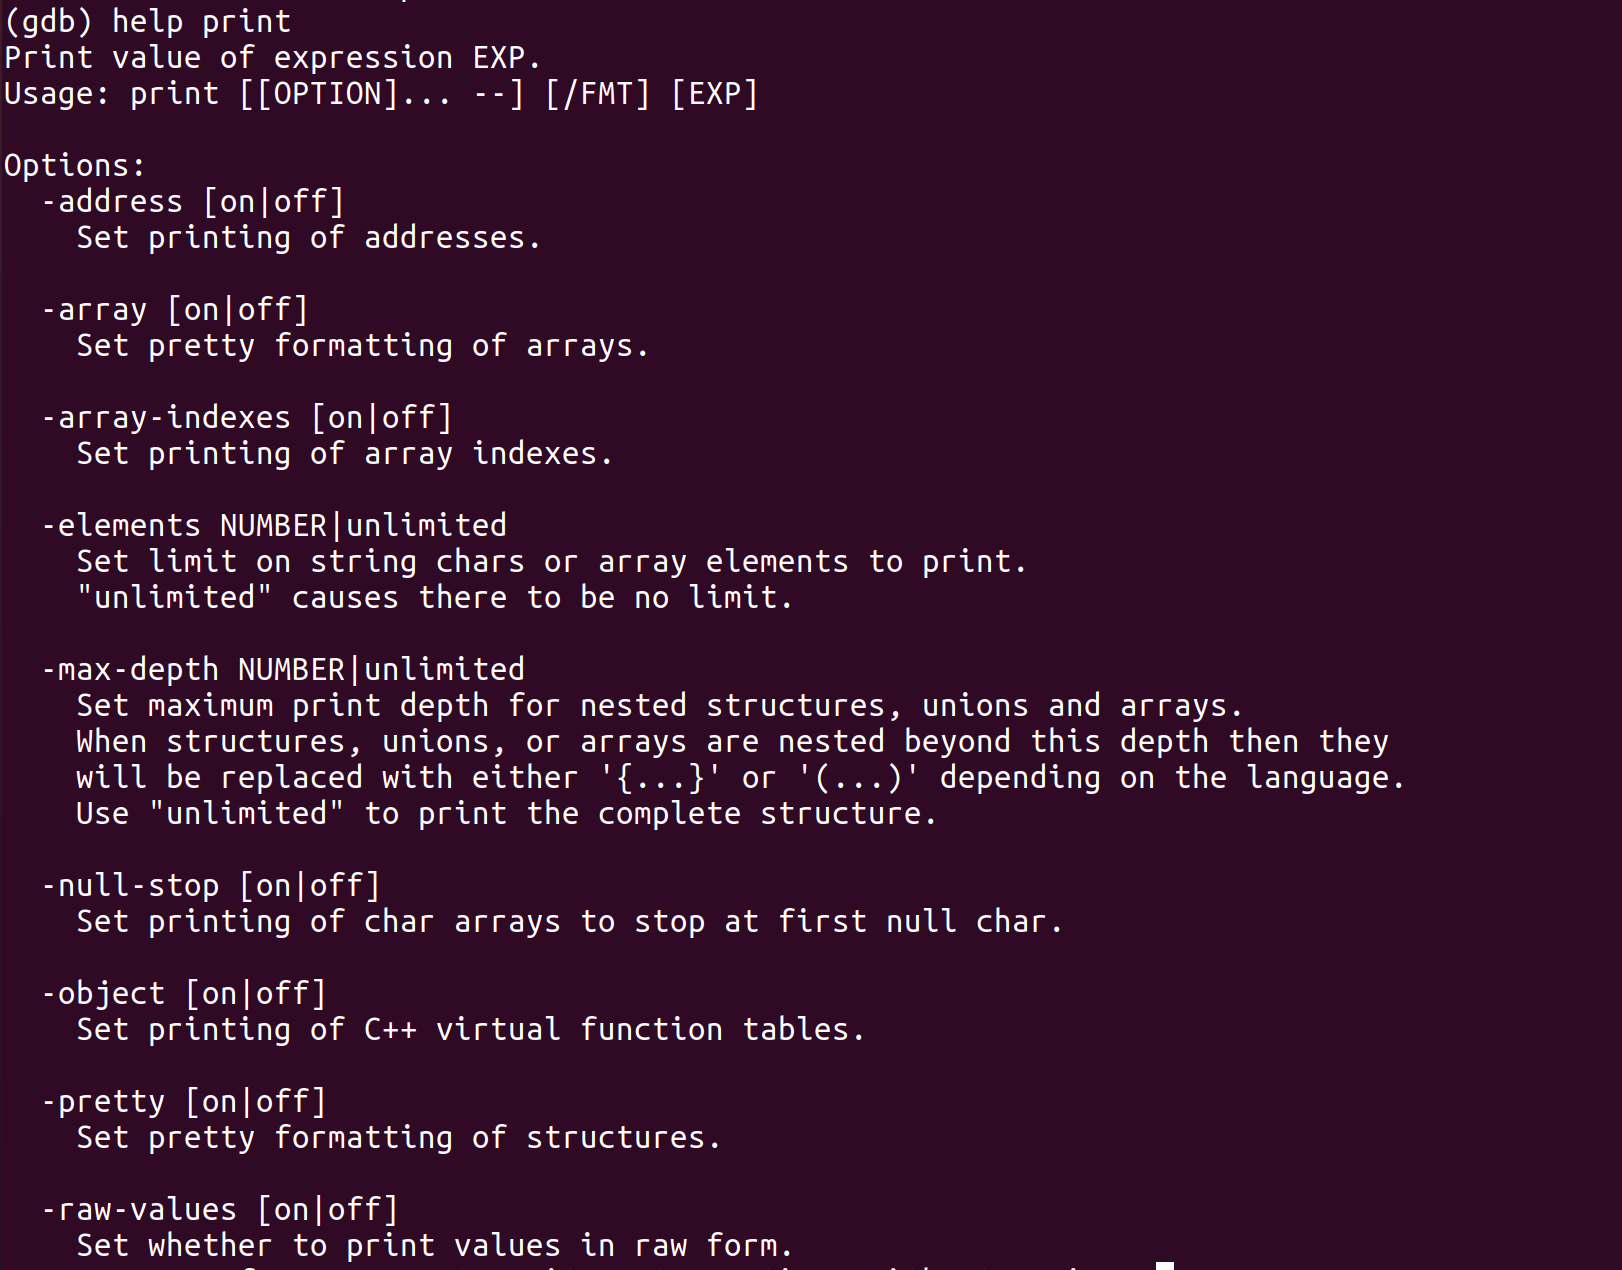 (gdb) help print
Print value of expression EXP.
Usage: print [[OPTION]... --] [/FMT] [EXP]
Options:
-address [on|off]
Set printing of addresses.
-array [on|off]
Set pretty formatting of arrays.
-array-indexes [on|off]
Set printing of array indexes.
-elements NUMBER|unlimited
Set limit on string chars or array elements to print.
"unlimited" causes there to be no limit.
-max-depth NUMBER|unlimited
Set maximum print depth for nested structures, unions and arrays.
When structures, unions, or arrays are nested beyond this depth then they
will be replaced with either '{...}' or '(...)' depending on the language.
Use "unlimited" to print the complete structure.
-null-stop [on|off]
Set printing of char arrays to stop at first null char.
-object [on|off]
Set printing of C++ virtual function tables.
-pretty [on|off]
Set pretty formatting of structures.
-raw-values [on|off]
Set whether to print values in raw form.